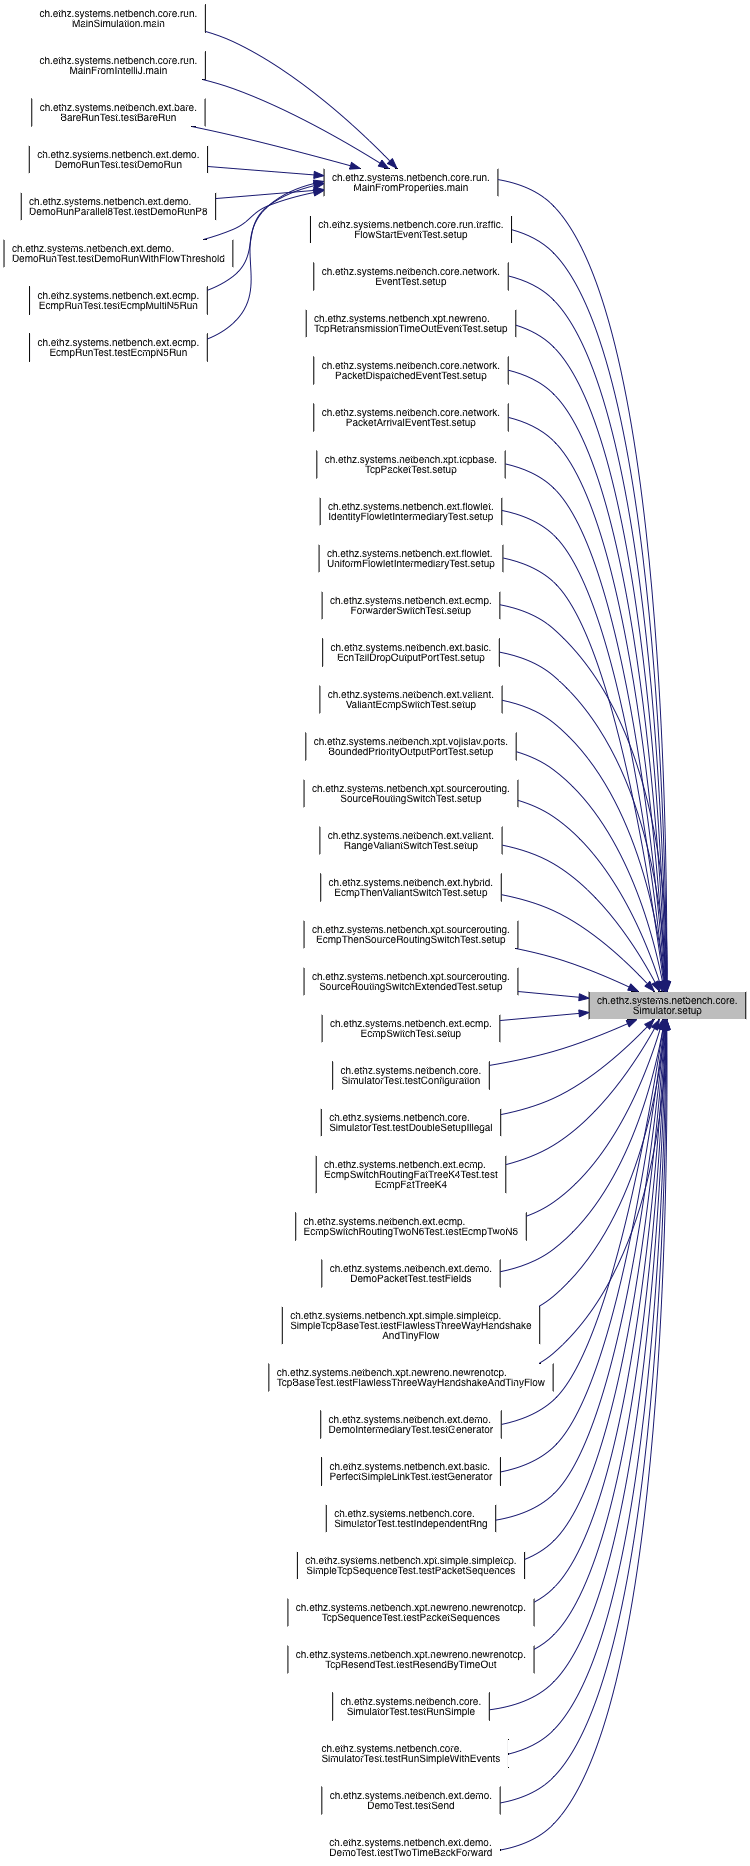 ch.ethz.systems.netbench.core.run.
MainSimulation.main
ch.ethz.systems.netbench.core.run.
MainFromIntelliJ.main
ch.ethz.systems.netbench.ext.bare.
BareRunTest.testBareRun
ch.ethz.systems.netbench.ext.demo.
DemoRunTest.testDemoRun
ch.ethz.systems.netbench.ext.demo.
DemoRunParallel8Test.testDemoRunP8
ch.ethz.systems.netbench.ext.demo.
DemoRunTest.testDemoRunWithFlowThreshold
ch.ethz.systems.netbench.ext.ecmp.
EcmpRunTest.testEcmpMultiN5Run
ch.ethz.systems.netbench.ext.ecmp.
EcmpRunTest.testEcmpN5Run
ch.ethz.systems.netbench.core.run.
MainFromProperties.main
ch.ethz.systems.netbench.core.run.traffic.
FlowStartEventTest.setup
ch.ethz.systems.netbench.core.network.
EventTest.setup
ch.ethz.systems.netbench.xpt.newreno.
TcpRetransmissionTimeOutEventTest.setup
ch.ethz.systems.netbench.core.network.
PacketDispatchedEventTest.setup
ch.ethz.systems.netbench.core.network.
PacketArrivalEventTest.setup
ch.ethz.systems.netbench.xpt.tcpbase.
TcpPacketTest.setup
ch.ethz.systems.netbench.ext.flowlet.
IdentityFlowletIntermediaryTest.setup
ch.ethz.systems.netbench.ext.flowlet.
UniformFlowletIntermediaryTest.setup
ch.ethz.systems.netbench.ext.ecmp.
ForwarderSwitchTest.setup
ch.ethz.systems.netbench.ext.basic.
EcnTailDropOutputPortTest.setup
ch.ethz.systems.netbench.ext.valiant.
ValiantEcmpSwitchTest.setup
ch.ethz.systems.netbench.xpt.vojislav.ports.
BoundedPriorityOutputPortTest.setup
ch.ethz.systems.netbench.xpt.sourcerouting.
SourceRoutingSwitchTest.setup
ch.ethz.systems.netbench.ext.valiant.
RangeValiantSwitchTest.setup
ch.ethz.systems.netbench.ext.hybrid.
EcmpThenValiantSwitchTest.setup
ch.ethz.systems.netbench.xpt.sourcerouting.
EcmpThenSourceRoutingSwitchTest.setup
ch.ethz.systems.netbench.xpt.sourcerouting.
SourceRoutingSwitchExtendedTest.setup
ch.ethz.systems.netbench.core.
Simulator.setup
ch.ethz.systems.netbench.ext.ecmp.
EcmpSwitchTest.setup
ch.ethz.systems.netbench.core.
SimulatorTest.testConfiguration
ch.ethz.systems.netbench.core.
SimulatorTest.testDoubleSetupIllegal
ch.ethz.systems.netbench.ext.ecmp.
EcmpSwitchRoutingFatTreeK4Test.test
EcmpFatTreeK4
ch.ethz.systems.netbench.ext.ecmp.
EcmpSwitchRoutingTwoN6Test.testEcmpTwoN6
ch.ethz.systems.netbench.ext.demo.
DemoPacketTest.testFields
ch.ethz.systems.netbench.xpt.simple.simpletcp.
SimpleTcpBaseTest.testFlawlessThreeWayHandshake
AndTinyFlow
ch.ethz.systems.netbench.xpt.newreno.newrenotcp.
TcpBaseTest.testFlawlessThreeWayHandshakeAndTinyFlow
ch.ethz.systems.netbench.ext.demo.
DemoIntermediaryTest.testGenerator
ch.ethz.systems.netbench.ext.basic.
PerfectSimpleLinkTest.testGenerator
ch.ethz.systems.netbench.core.
SimulatorTest.testIndependentRng
ch.ethz.systems.netbench.xpt.simple.simpletcp.
SimpleTcpSequenceTest.testPacketSequences
ch.ethz.systems.netbench.xpt.newreno.newrenotcp.
TcpSequenceTest.testPacketSequences
ch.ethz.systems.netbench.xpt.newreno.newrenotcp.
TcpResendTest.testResendByTimeOut
ch.ethz.systems.netbench.core.
SimulatorTest.testRunSimple
ch.ethz.systems.netbench.core.
SimulatorTest.testRunSimpleWithEvents
ch.ethz.systems.netbench.ext.demo.
DemoTest.testSend
ch.ethz.systems.netbench.ext.demo.
DemoTest.testTwoTimeBackForward